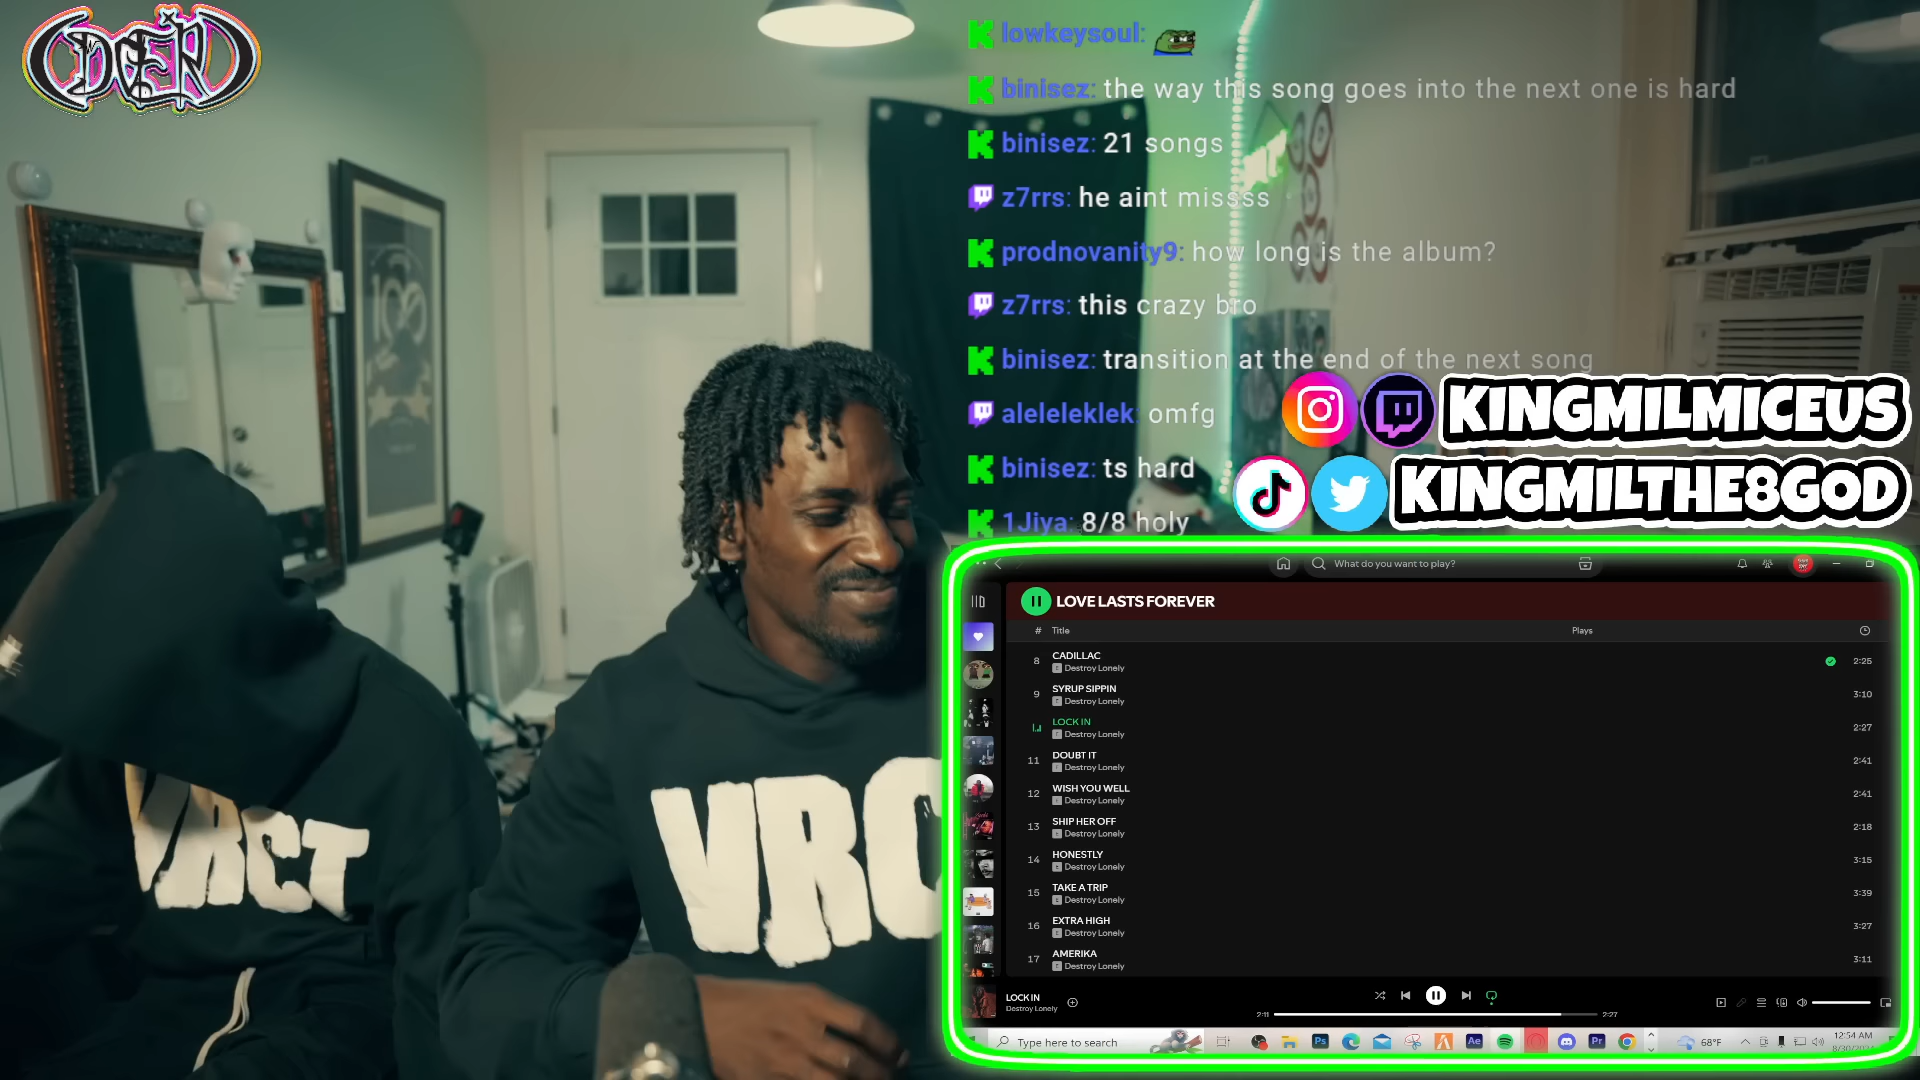 lowkeysoul:
binisez: the way this song goes into the next one is hard
binisez: 21 songs
z7rrs: he aint missss
prodnovanity9: how long is the album?
z7rrs: this crazy bro
binisez: transition at the end of the next song
aleleleklek: omfg
binisez: ts hard
1Jiya: 8/8 holy
KINGMILMICEUS
KINGMILTHE8GOD
VRCT
VRC
What do you want to play?
LOVE LASTS FOREVER
# Title Plays
8 CADILLAC 2:25
E Destroy Lonely
9 SYRUP SIPPIN 3:10
E Destroy Lonely
LOCK IN 2:27
E Destroy Lonely
11 DOUBT IT 2:41
E Destroy Lonely
12 WISH YOU WELL 2:41
E Destroy Lonely
13 SHIP HER OFF 2:18
E Destroy Lonely
14 HONESTLY 3:15
E Destroy Lonely
15 TAKE A TRIP 3:39
E Destroy Lonely
16 EXTRA HIGH 3:27
E Destroy Lonely
17 AMERIKA 3:11
E Destroy Lonely
LOCK IN
Destroy Lonely
2:11 2:27
Type here to search
Ps
Ae
Pr
68°F
12:54 AM